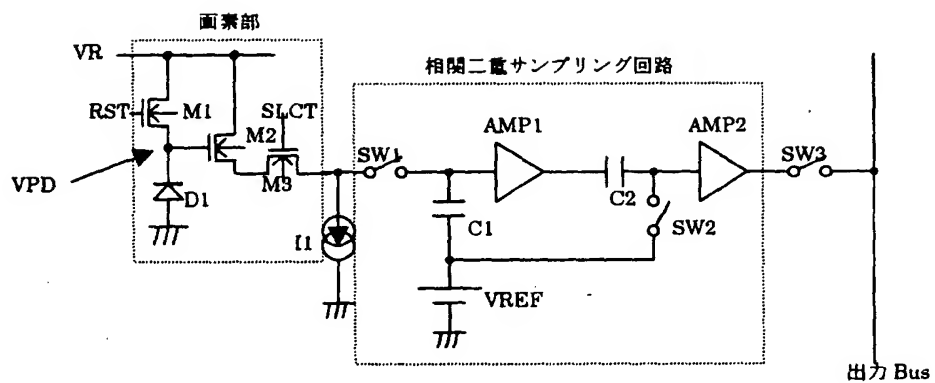 画素部
VR
相関二重サンプリング回路
RST
M1
SLCT
M2
AMP1
AMP2
SW1
SW3
VPD
M3
D1
C2
C1
SW2
I1
VREF
出力 Bus